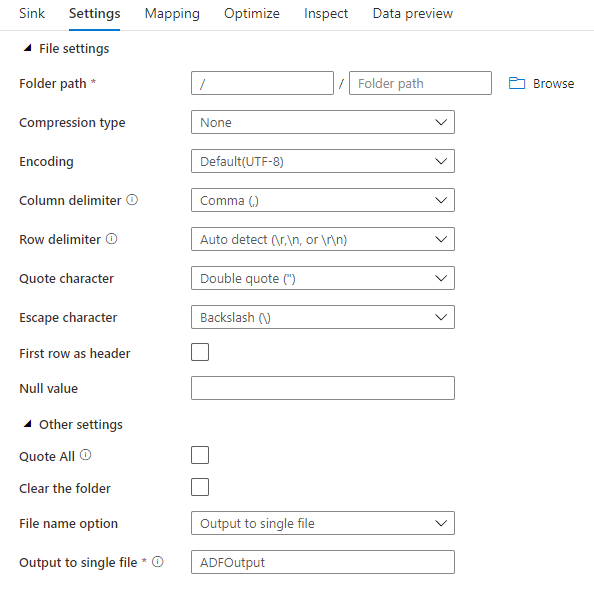 Sink Settings Mapping Optimize Inspect Data preview
File settings
Folder path * / / Folder path Browse
Compression type None
Encoding Default(UTF-8)
Column delimiter Comma (,)
Row delimiter Auto detect (\r,\n, or \r\n)
Quote character Double quote (")
Escape character Backslash (\)
First row as header
Null value
Other settings
Quote All
Clear the folder
File name option Output to single file
Output to single file * ADFOutput